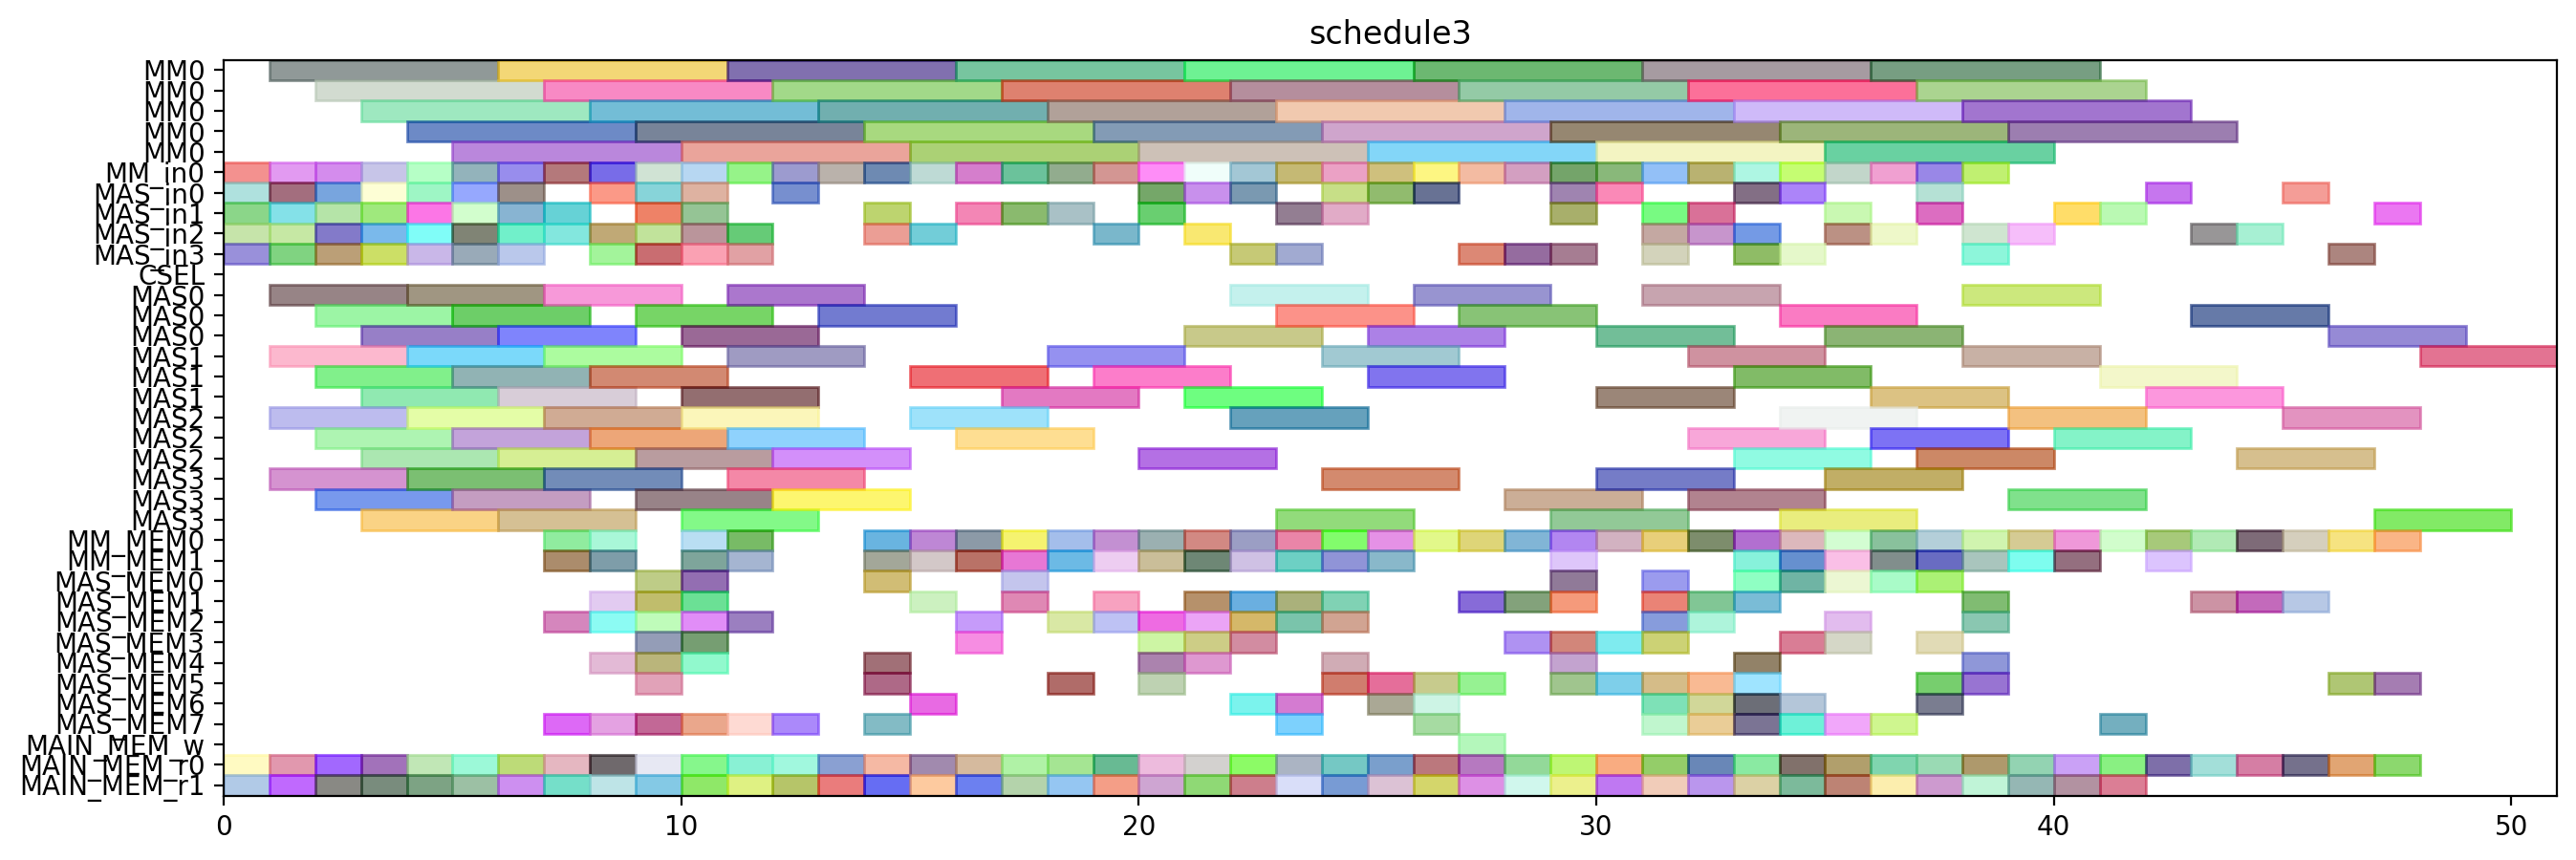 schedule3
MM0
MM0
MM0
MM0
MM0
MM_in0
MAS_in0
MAS_in1
MAS_in2
MAS_in3
CSEL
MAS0
MAS0
MAS0
MAS1
MAS1
MAS1
MAS2
MAS2
MAS2
MAS3
MAS3
MAS3
MM_MEM0
MM_MEM1
MAS_MEM0
MAS_MEM1
MAS_MEM2
MAS_MEM3
MAS_MEM4
MAS_MEM5
MAS_MEM6
MAS_MEM7
MAIN_MEM_w
MAIN_MEM_r0
MAIN_MEM_r1
0 10 20 30 40 50